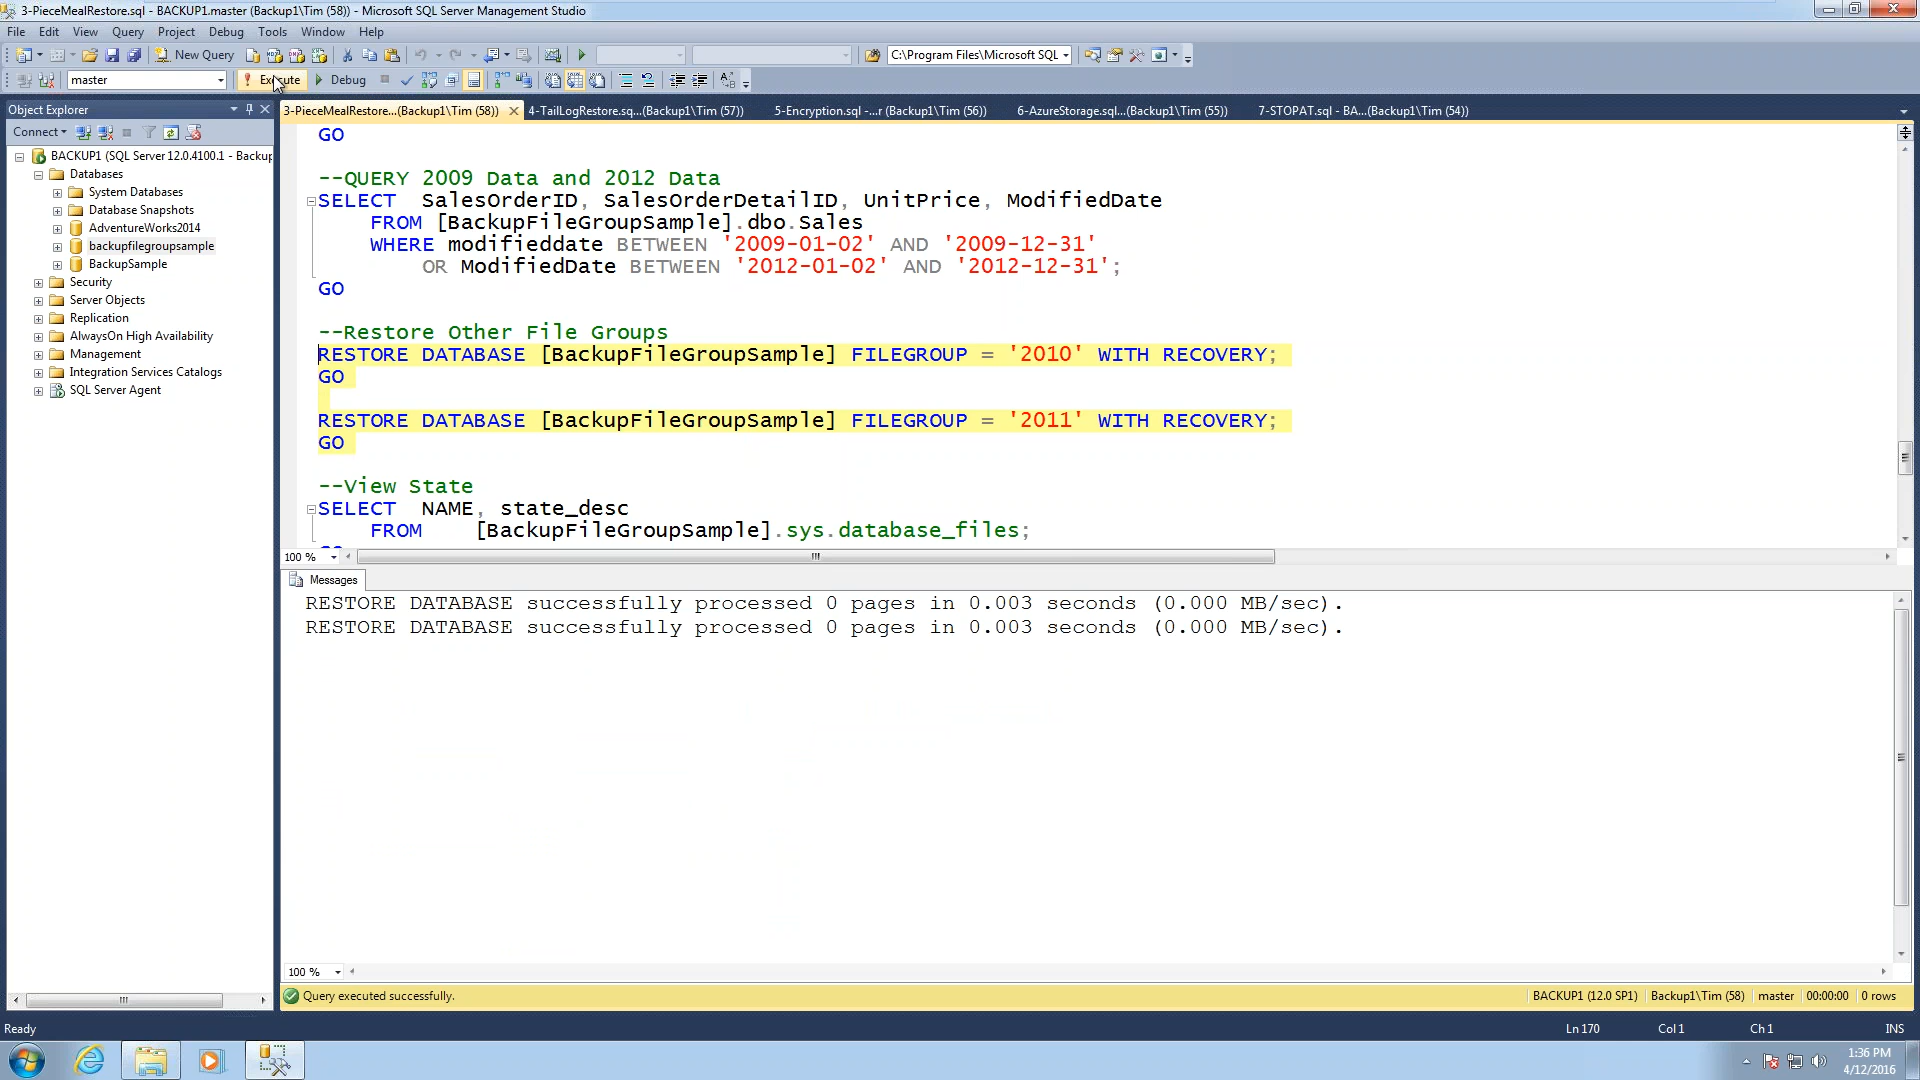 3-PieceMealRestore.sql - BACKUP1.master (Backup1\Tim (58)) - Microsoft SQL Server Management Studio
File Edit View Query Project Debug Tools Window Help
New Query C:\Program Files\Microsoft SQL
master Execute Debug
Object Explorer
3-PieceMealRestore...(Backup1\Tim (58)) 4-TailLogRestore.sq...(Backup1\Tim (57)) 5-Encryption.sql -...r (Backup1\Tim (56)) 6-AzureStorage.sql...(Backup1\Tim (55)) 7-STOPAT.sql - BA...(Backup1\Tim (54))
Connect
BACKUP1 (SQL Server 12.0.4100.1 - Backup
Databases
System Databases
Database Snapshots
AdventureWorks2014
backupfilegroupsample
BackupSample
Security
Server Objects
Replication
AlwaysOn High Availability
Management
Integration Services Catalogs
SQL Server Agent
GO
--QUERY 2009 Data and 2012 Data
SELECT SalesOrderID, SalesOrderDetailID, UnitPrice, ModifiedDate
FROM [BackupFileGroupSample].dbo.Sales
WHERE modifieddate BETWEEN '2009-01-02' AND '2009-12-31'
OR ModifiedDate BETWEEN '2012-01-02' AND '2012-12-31';
GO
--Restore Other File Groups
RESTORE DATABASE [BackupFileGroupSample] FILEGROUP = '2010' WITH RECOVERY;
GO
RESTORE DATABASE [BackupFileGroupSample] FILEGROUP = '2011' WITH RECOVERY;
GO
--View State
SELECT NAME, state_desc
FROM [BackupFileGroupSample].sys.database_files;
100 %
Messages
RESTORE DATABASE successfully processed 0 pages in 0.003 seconds (0.000 MB/sec).
RESTORE DATABASE successfully processed 0 pages in 0.003 seconds (0.000 MB/sec).
100 %
Query executed successfully. BACKUP1 (12.0 SP1) Backup1\Tim (58) master 00:00:00 0 rows
Ready Ln 170 Col 1 Ch 1 INS
1:36 PM
4/12/2016